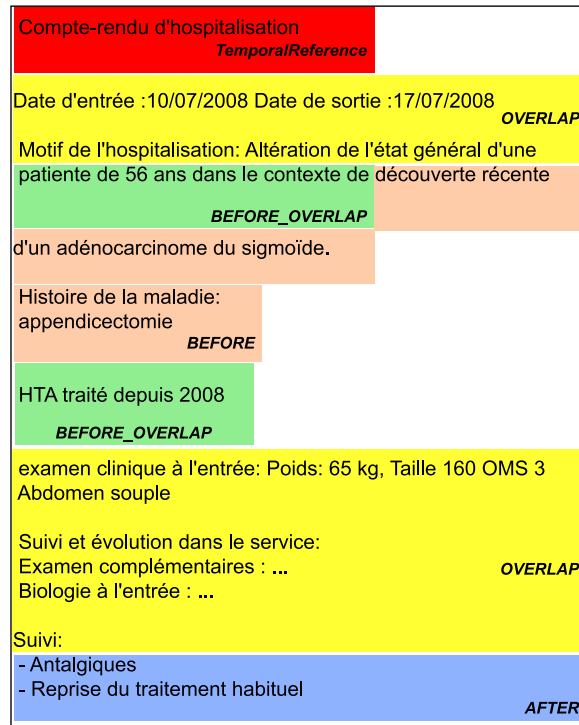 Compte-rendu d'hospitalisation
TemporalReference
Date d'entrée :10/07/2008 Date de sortie :17/07/2008
OVERLAP
Motif de l'hospitalisation: Altération de l'état général d'une
patiente de 56 ans dans le contexte de découverte récente
BEFORE_OVERLAP
d'un adénocarcinome du sigmoïde.
Histoire de la maladie:
appendicectomie
BEFORE
HTA traité depuis 2008
BEFORE_OVERLAP
examen clinique à l'entrée: Poids: 65 kg, Taille 160 OMS 3
Abdomen souple
Suivi et évolution dans le service:
Examen complémentaires : ...
OVERLAP
Biologie à l'entrée : ...
Suivi:
- Antalgiques
- Reprise du traitement habituel
AFTER